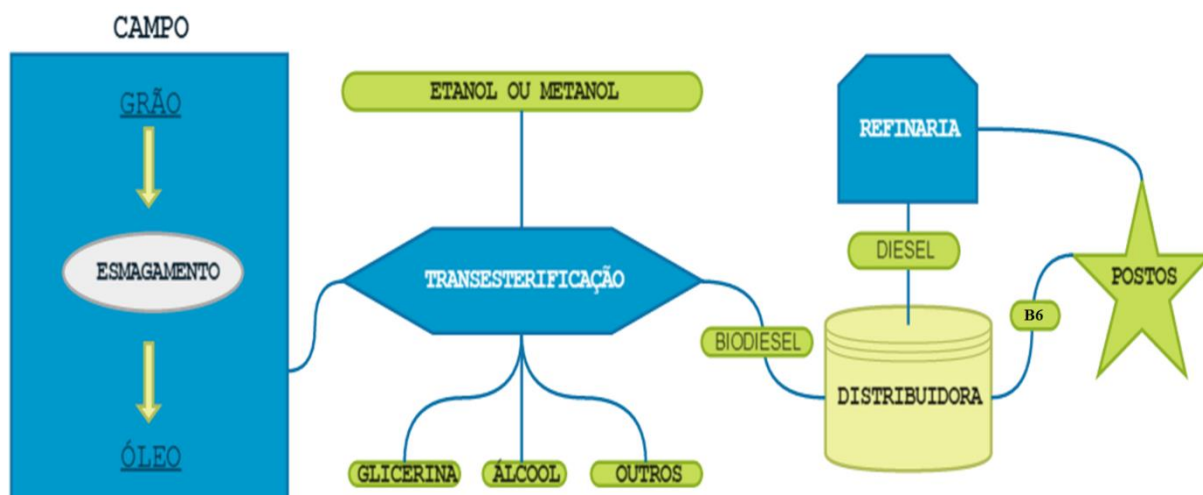 CAMPO
GRÃO
ESMAGAMENTO
ÓLEO
ETANOL OU METANOL
TRANSESTERIFICAÇÃO
GLICERINA
ÁLCOOL
OUTROS
BIODIESEL
REFINARIA
DIESEL
DISTRIBUIDORA
B6
POSTOS